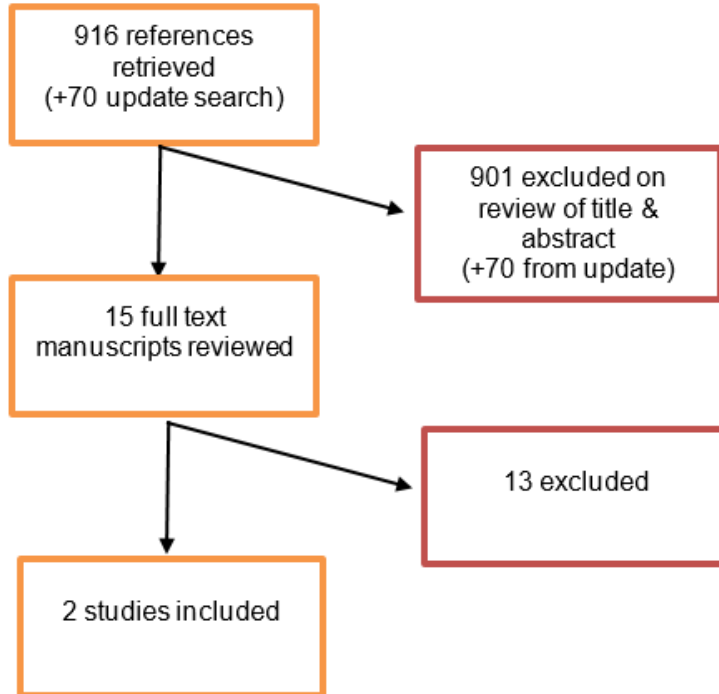 916 references
retrieved
(+70 update search)
901 excluded on
review of title &
abstract
(+70 from update)
15 full text
manuscripts reviewed
13 excluded
2 studies included